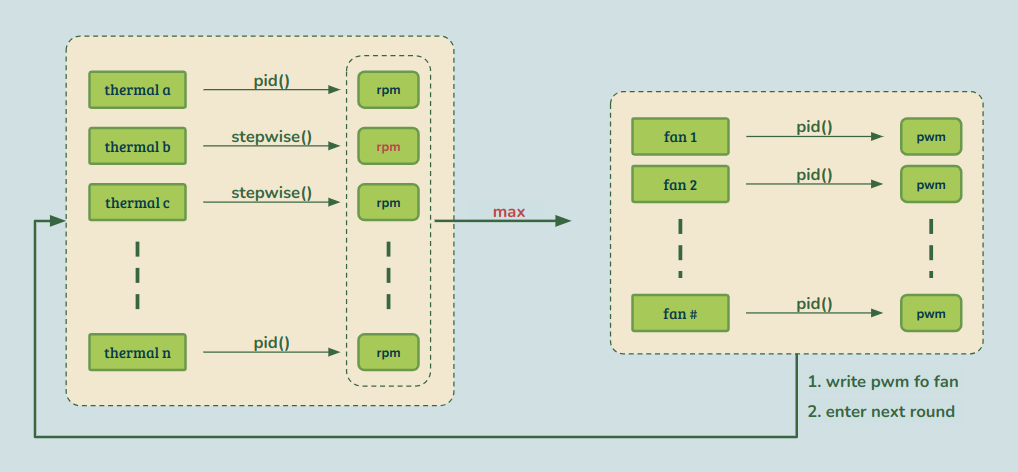 thermal a
pid()
rpm
thermal b
stepwise()
rpm
thermal c
stepwise()
rpm
thermal n
pid()
rpm
max
fan 1
pid()
pwm
fan 2
pid()
pwm
fan #
pid()
pwm
1. write pwm fo fan
2. enter next round